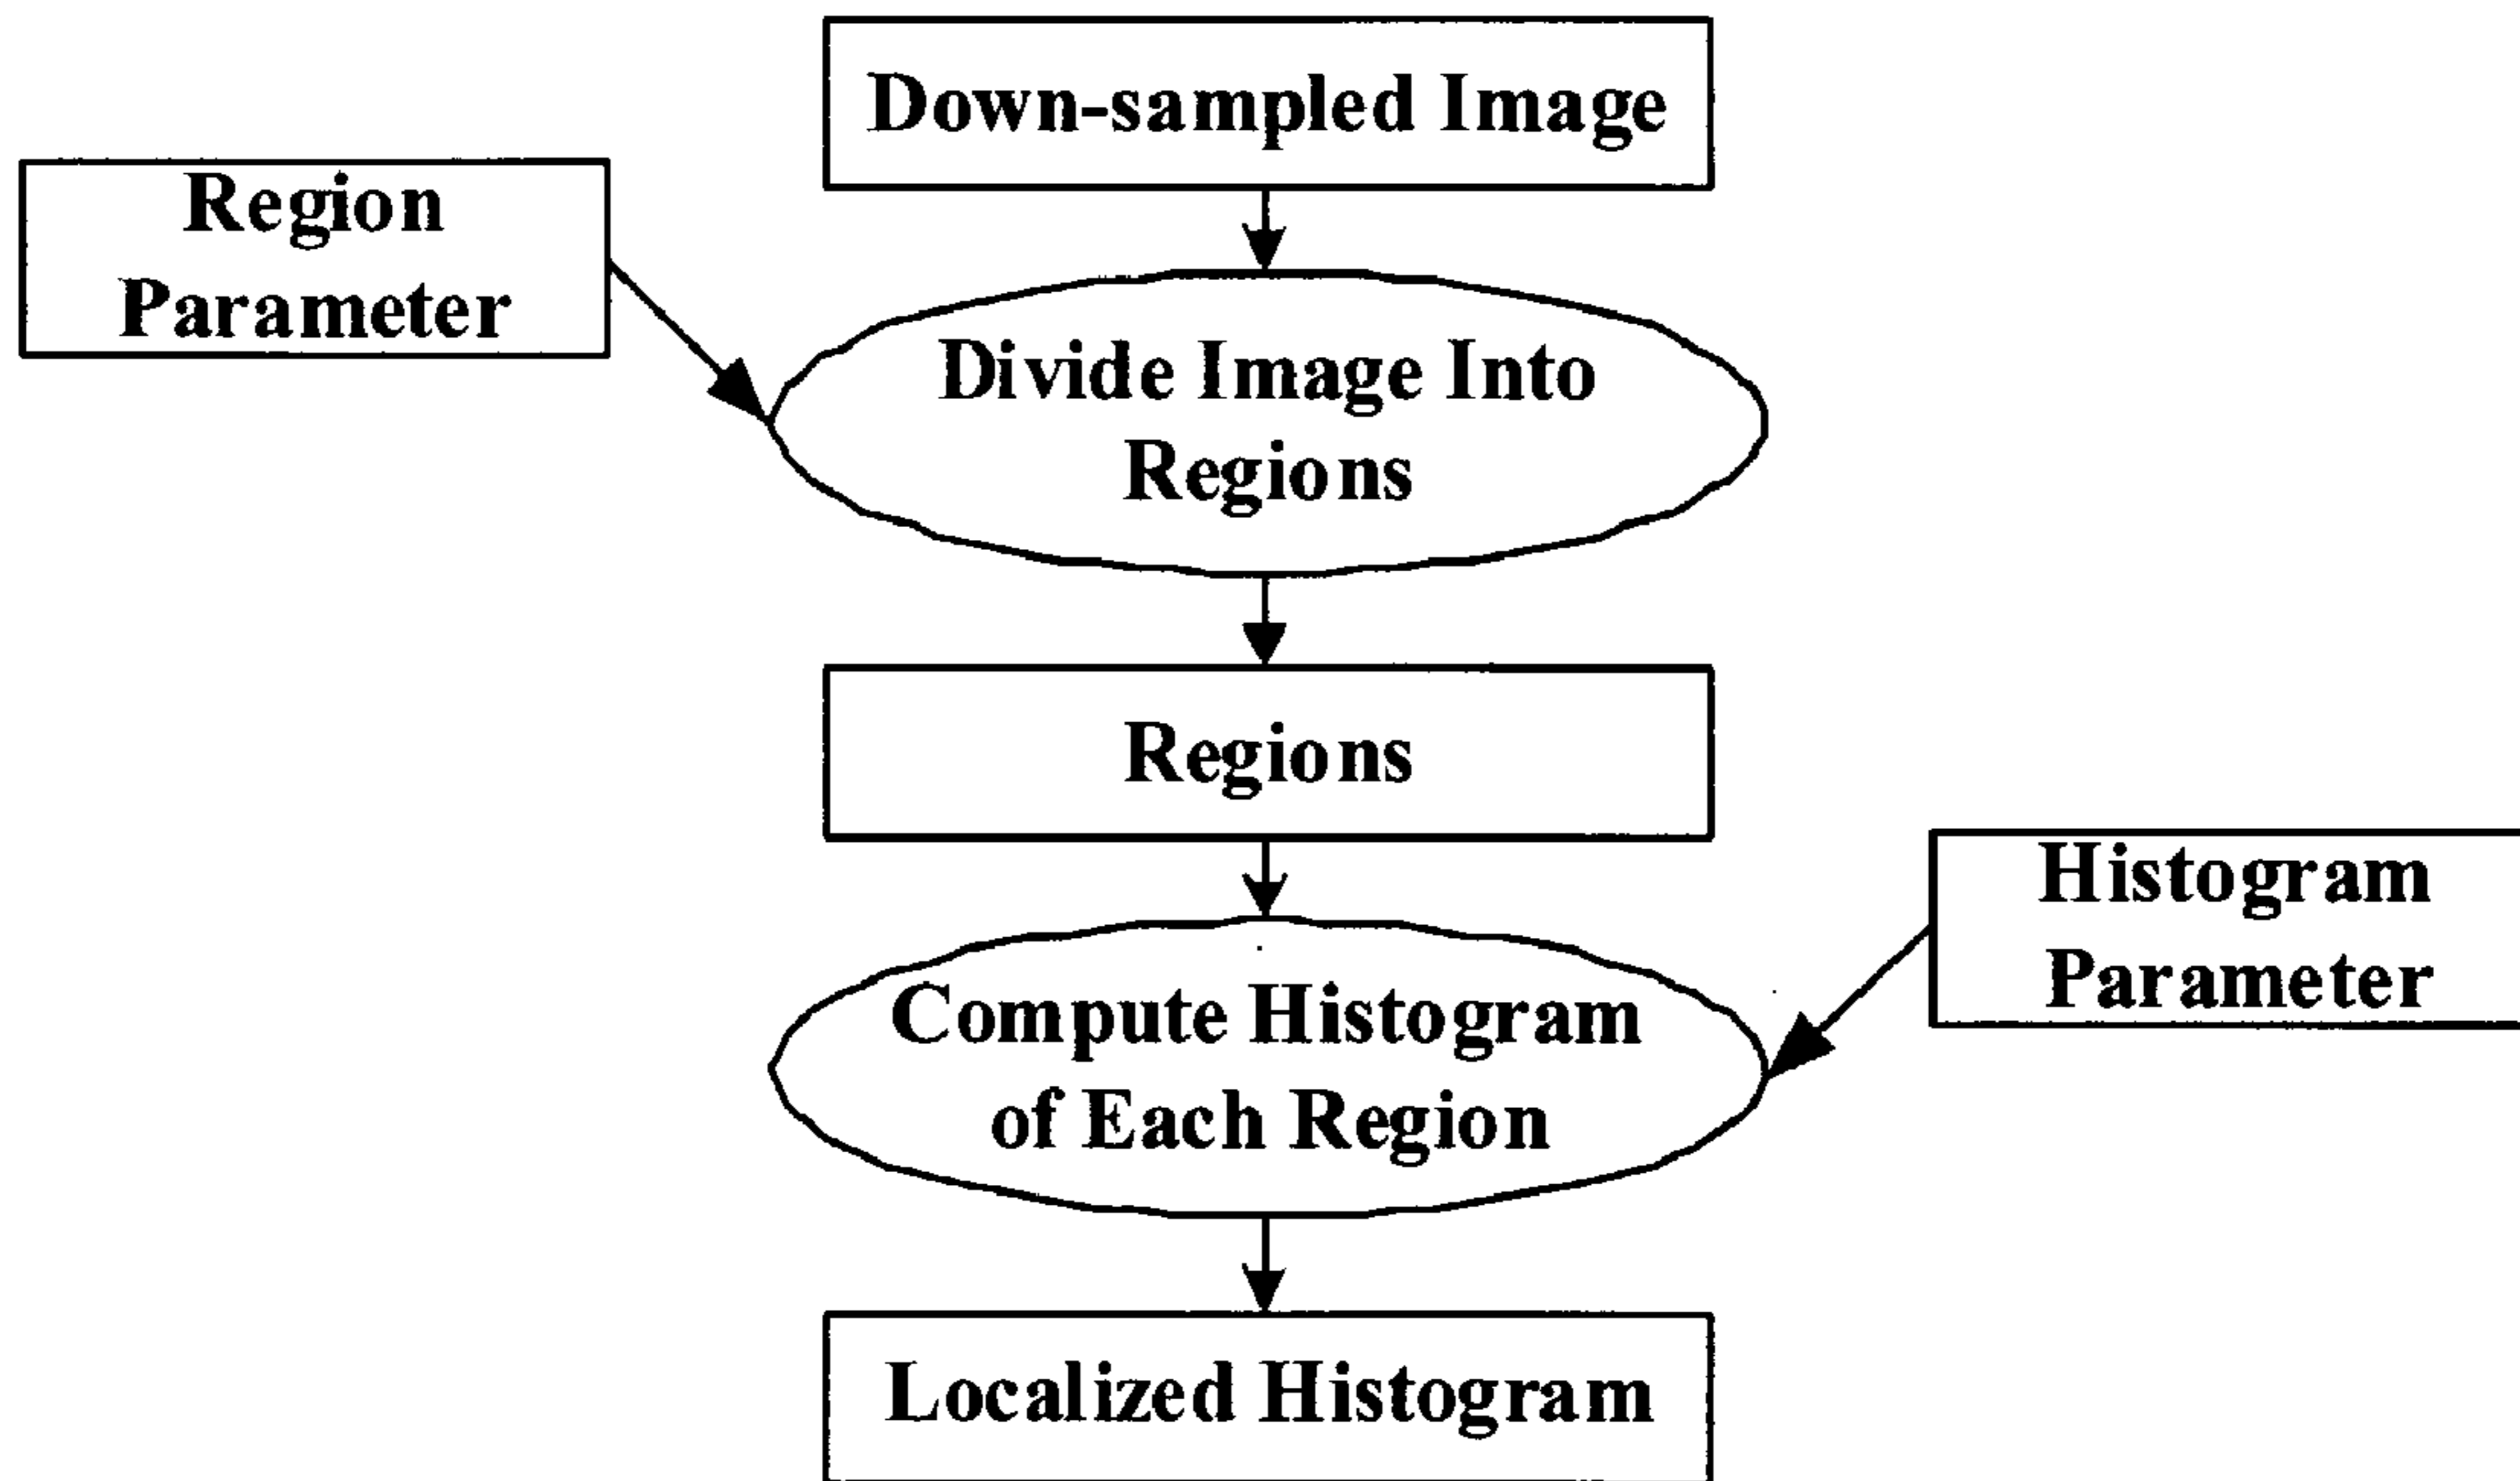 Down-sampled Image
Region
Parameter
Divide Image Into
Regions
Regions
Histogram
Parameter
Compute Histogram
of Each Region
Localized Histogram